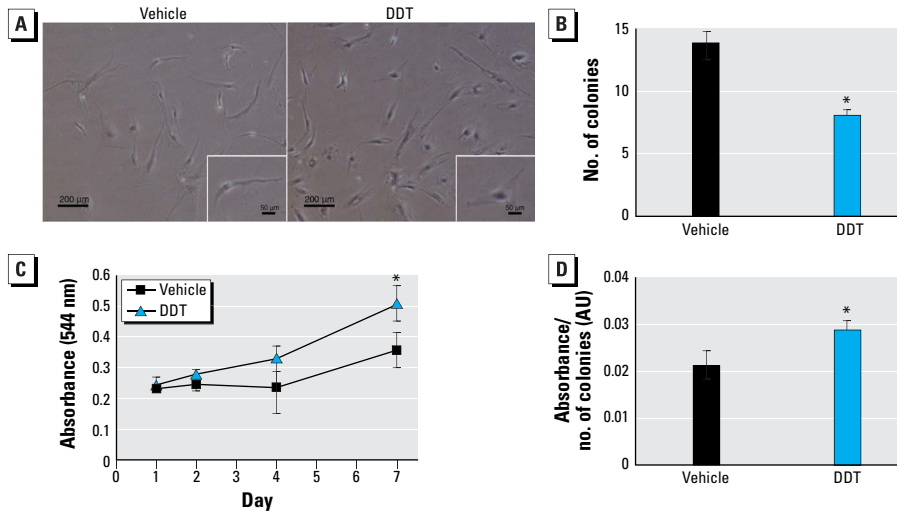 A
Vehicle
DDT
200 µm
50 µm
200 µm
50 µm
B
No. of colonies
15
10
5
0
*
Vehicle
DDT
C
Absorbance (544 nm)
0.6
0.5
0.4
0.3
0.2
0.1
0
Vehicle
DDT
*
0 1 2 3 4 5 6 7
Day
D
Absorbance/
no. of colonies (AU)
0.04
0.03
0.02
0.01
0
*
Vehicle
DDT